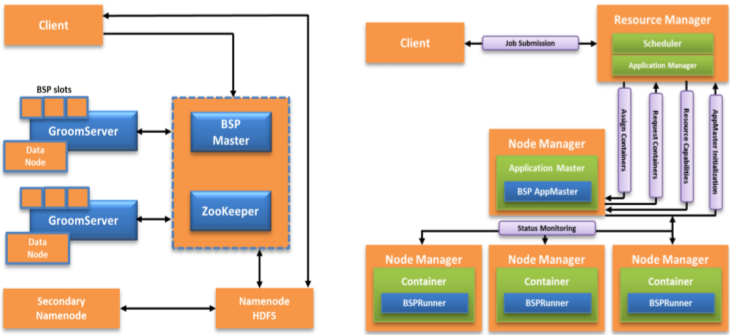 Client
BSP slots
GroomServer
Data
Node
GroomServer
Data
Node
BSP
Master
ZooKeeper
Secondary
Namenode
Namenode
HDFS
Client
Job Submission
Resource Manager
Scheduler
Application Manager
Assign Containers
Request Containers
Resource Capabilities
AppMaster Initialization
Node Manager
Application Master
BSP AppMaster
Status Monitoring
Node Manager
Container
BSPRunner
Node Manager
Container
BSPRunner
Node Manager
Container
BSPRunner